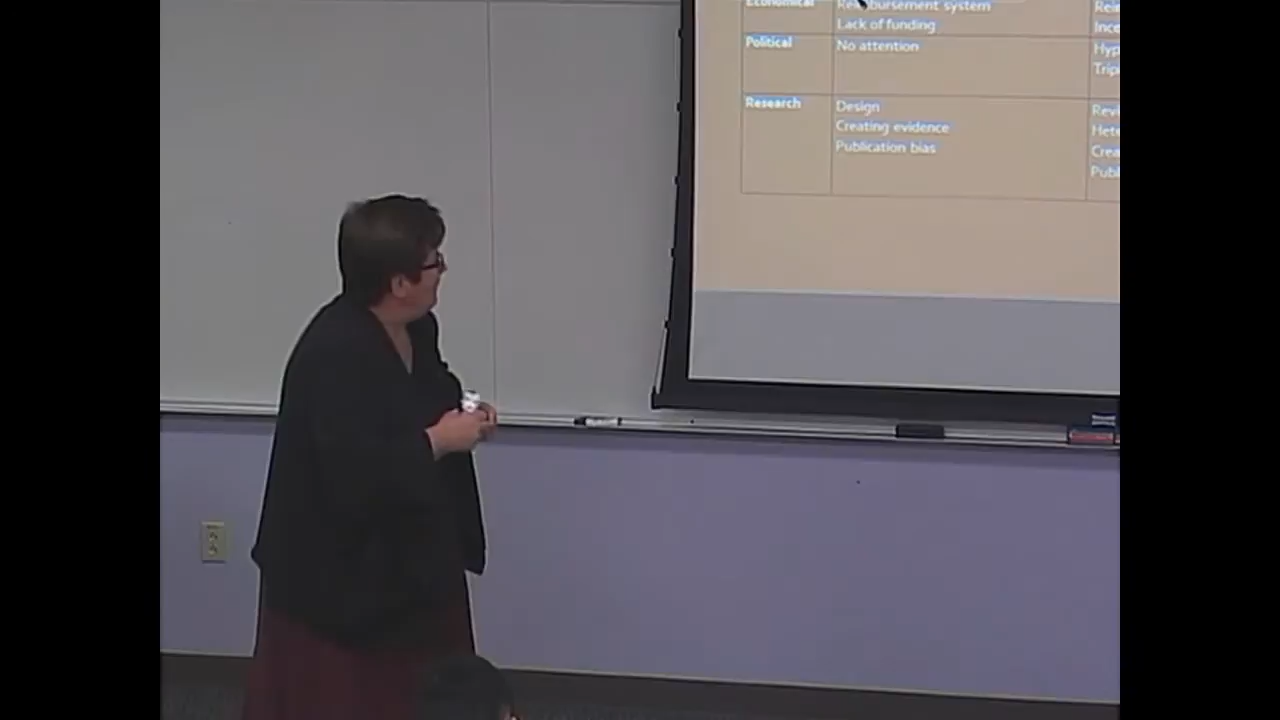 Economical
Reimbursement system
Lack of funding
Political
No attention
Research
Design
Creating evidence
Publication bias